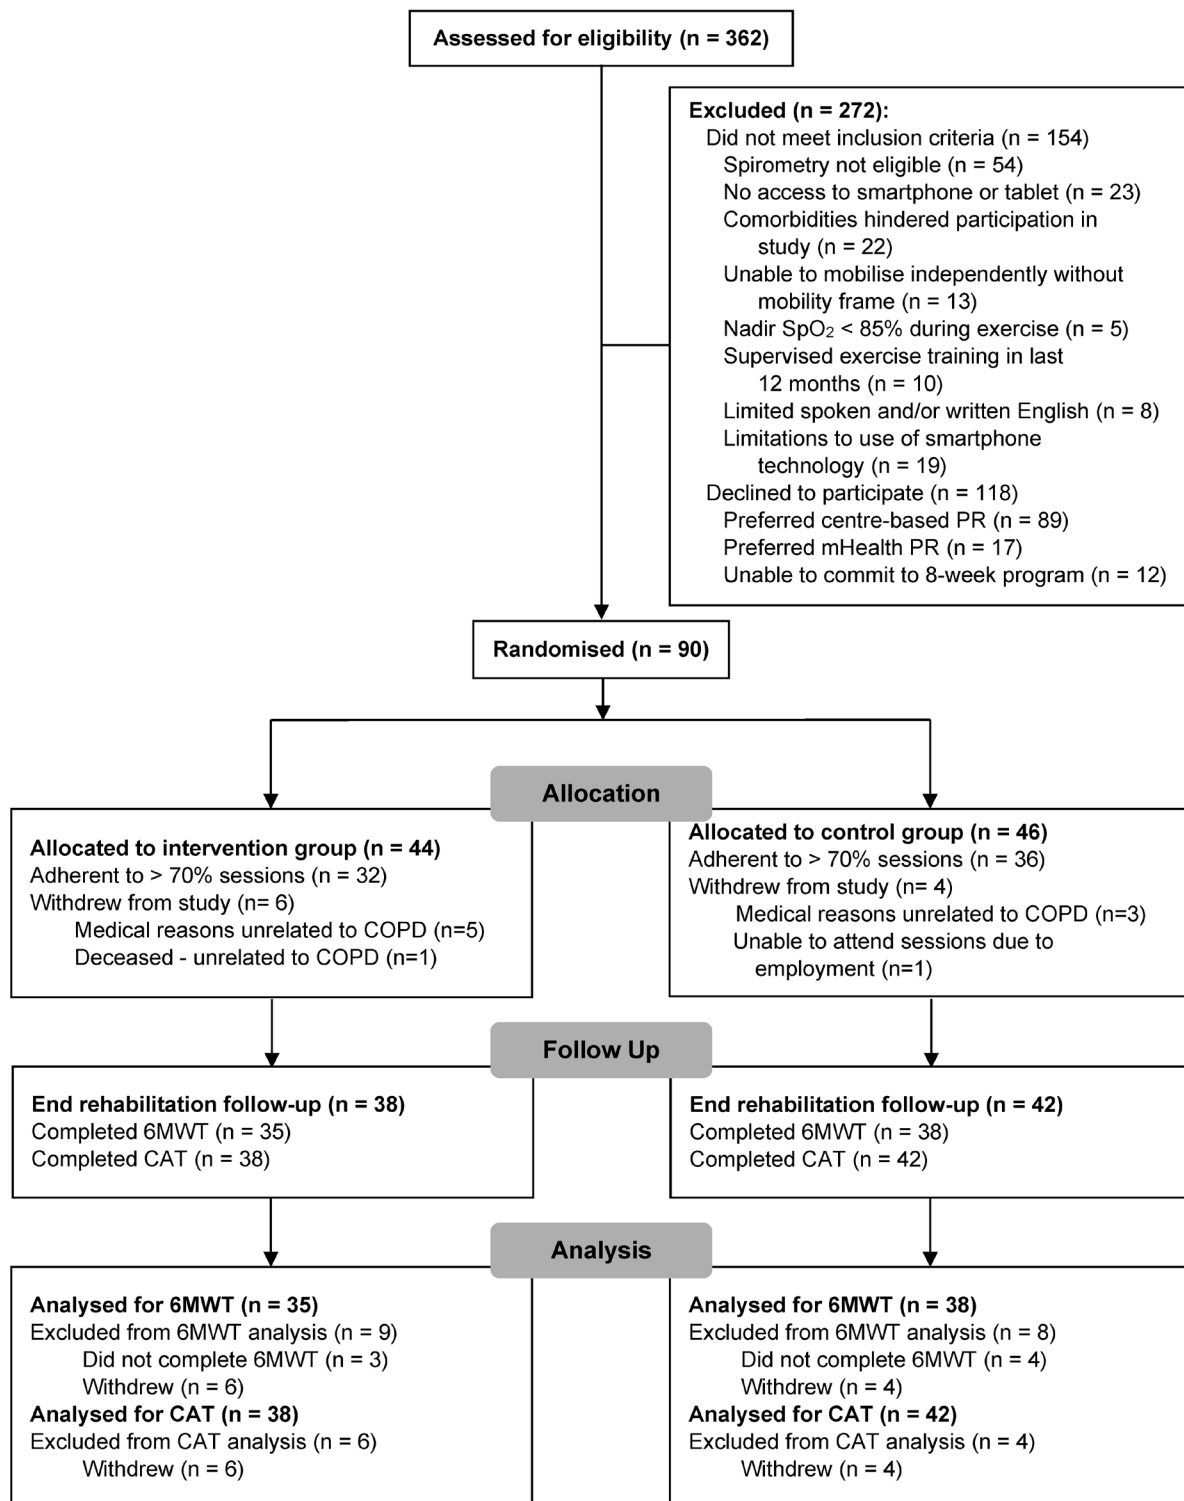 Assessed for eligibility (n = 362)
Excluded (n = 272):
Did not meet inclusion criteria (n = 154)
Spirometry not eligible (n = 54)
No access to smartphone or tablet (n = 23)
Comorbidities hindered participation in
study (n = 22)
Unable to mobilise independently without
mobility frame (n = 13)
Nadir SpO₂ < 85% during exercise (n = 5)
Supervised exercise training in last
12 months (n = 10)
Limited spoken and/or written English (n = 8)
Limitations to use of smartphone
technology (n = 19)
Declined to participate (n = 118)
Preferred centre-based PR (n = 89)
Preferred mHealth PR (n = 17)
Unable to commit to 8-week program (n = 12)
Randomised (n = 90)
Allocation
Allocated to intervention group (n = 44)
Adherent to > 70% sessions (n = 32)
Withdrew from study (n= 6)
Medical reasons unrelated to COPD (n=5)
Deceased - unrelated to COPD (n=1)
Allocated to control group (n = 46)
Adherent to > 70% sessions (n = 36)
Withdrew from study (n= 4)
Medical reasons unrelated to COPD (n=3)
Unable to attend sessions due to
employment (n=1)
Follow Up
End rehabilitation follow-up (n = 38)
Completed 6MWT (n = 35)
Completed CAT (n = 38)
End rehabilitation follow-up (n = 42)
Completed 6MWT (n = 38)
Completed CAT (n = 42)
Analysis
Analysed for 6MWT (n = 35)
Excluded from 6MWT analysis (n = 9)
Did not complete 6MWT (n = 3)
Withdrew (n = 6)
Analysed for CAT (n = 38)
Excluded from CAT analysis (n = 6)
Withdrew (n = 6)
Analysed for 6MWT (n = 38)
Excluded from 6MWT analysis (n = 8)
Did not complete 6MWT (n = 4)
Withdrew (n = 4)
Analysed for CAT (n = 42)
Excluded from CAT analysis (n = 4)
Withdrew (n = 4)